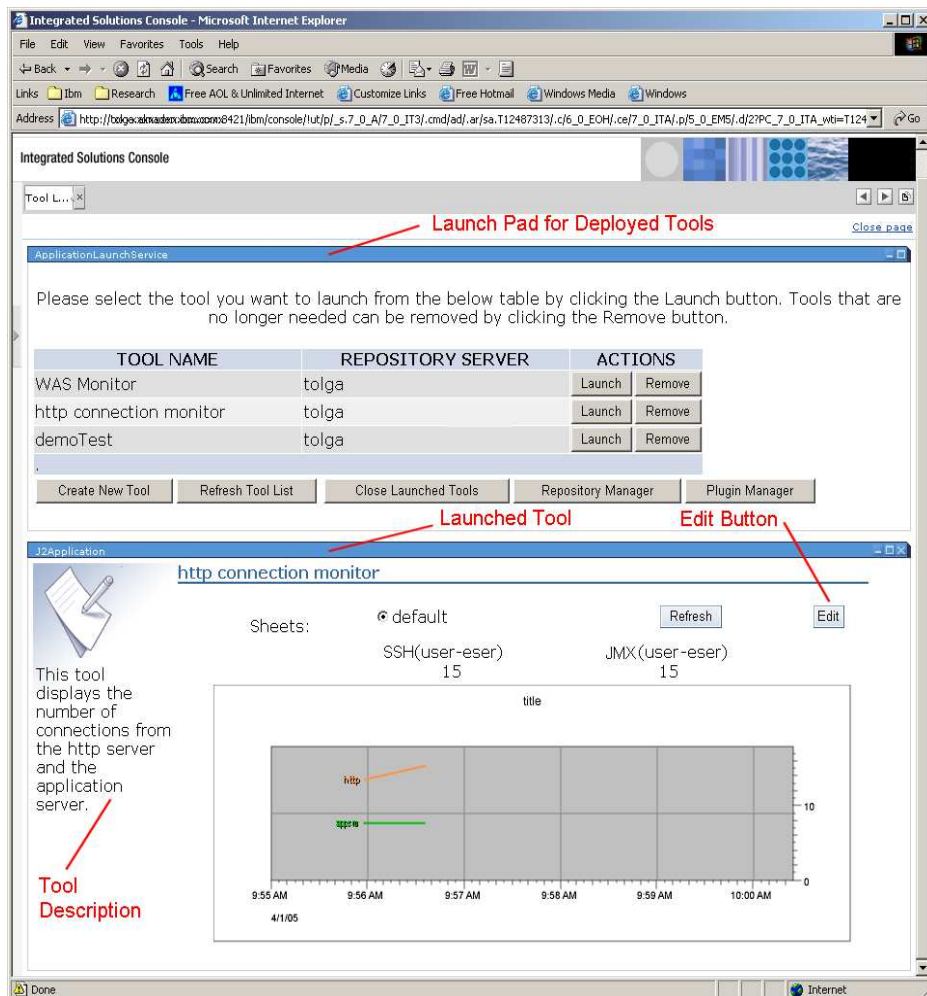 Integrated Solutions Console - Microsoft Internet Explorer
File Edit View Favorites Tools Help
Back Search Favorites Media
Links Ibm Research Free AOL & Unlimited Internet Customize Links Free Hotmail Windows Media Windows
Address Go
Integrated Solutions Console
Tool L...
Launch Pad for Deployed Tools
Close page
ApplicationLaunchService
Please select the tool you want to launch from the below table by clicking the Launch button. Tools that are
no longer needed can be removed by clicking the Remove button.
TOOL NAME REPOSITORY SERVER ACTIONS
WAS Monitor tolga Launch Remove
http connection monitor tolga Launch Remove
demoTest tolga Launch Remove
.
Create New Tool Refresh Tool List Close Launched Tools Repository Manager Plugin Manager
Launched Tool Edit Button
J2Application
http connection monitor
Sheets: default Refresh Edit
SSH(user-eser) JMX(user-eser)
15 15
This tool
displays the
number of
connections from
the http server
and the
application
server.
title
http
10
0
9:55 AM 9:56 AM 9:57 AM 9:58 AM 9:59 AM 10:00 AM
4/1/05
Tool
Description
Done Internet